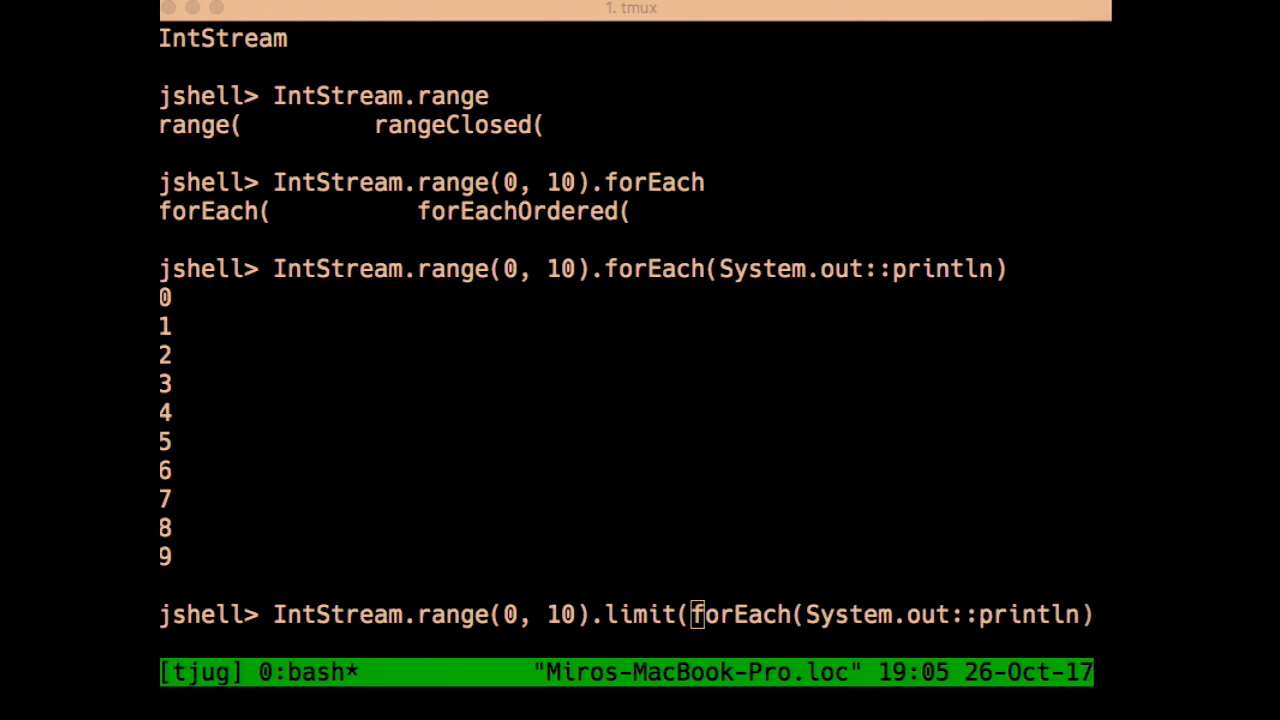 1. tmux
IntStream
jshell> IntStream.range
range( rangeClosed(
jshell> IntStream.range(0, 10).forEach
forEach( forEachOrdered(
jshell> IntStream.range(0, 10).forEach(System.out::println)
0
1
2
3
4
5
6
7
8
9
jshell> IntStream.range(0, 10).limit(forEach(System.out::println)
[tjug] 0:bash* "Miros-MacBook-Pro.loc" 19:05 26-Oct-17